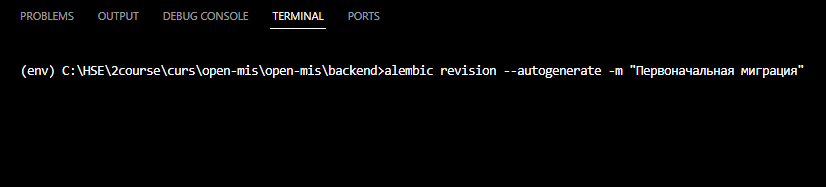 PROBLEMS OUTPUT DEBUG CONSOLE TERMINAL PORTS
(env) C:\HSE\2course\curs\open-mis\open-mis\backend>alembic revision --autogenerate -m "Первоначальная миграция"